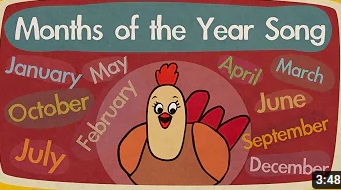 Months of the Year Song
January May
October
February
July
April March
June
September
December
3:48